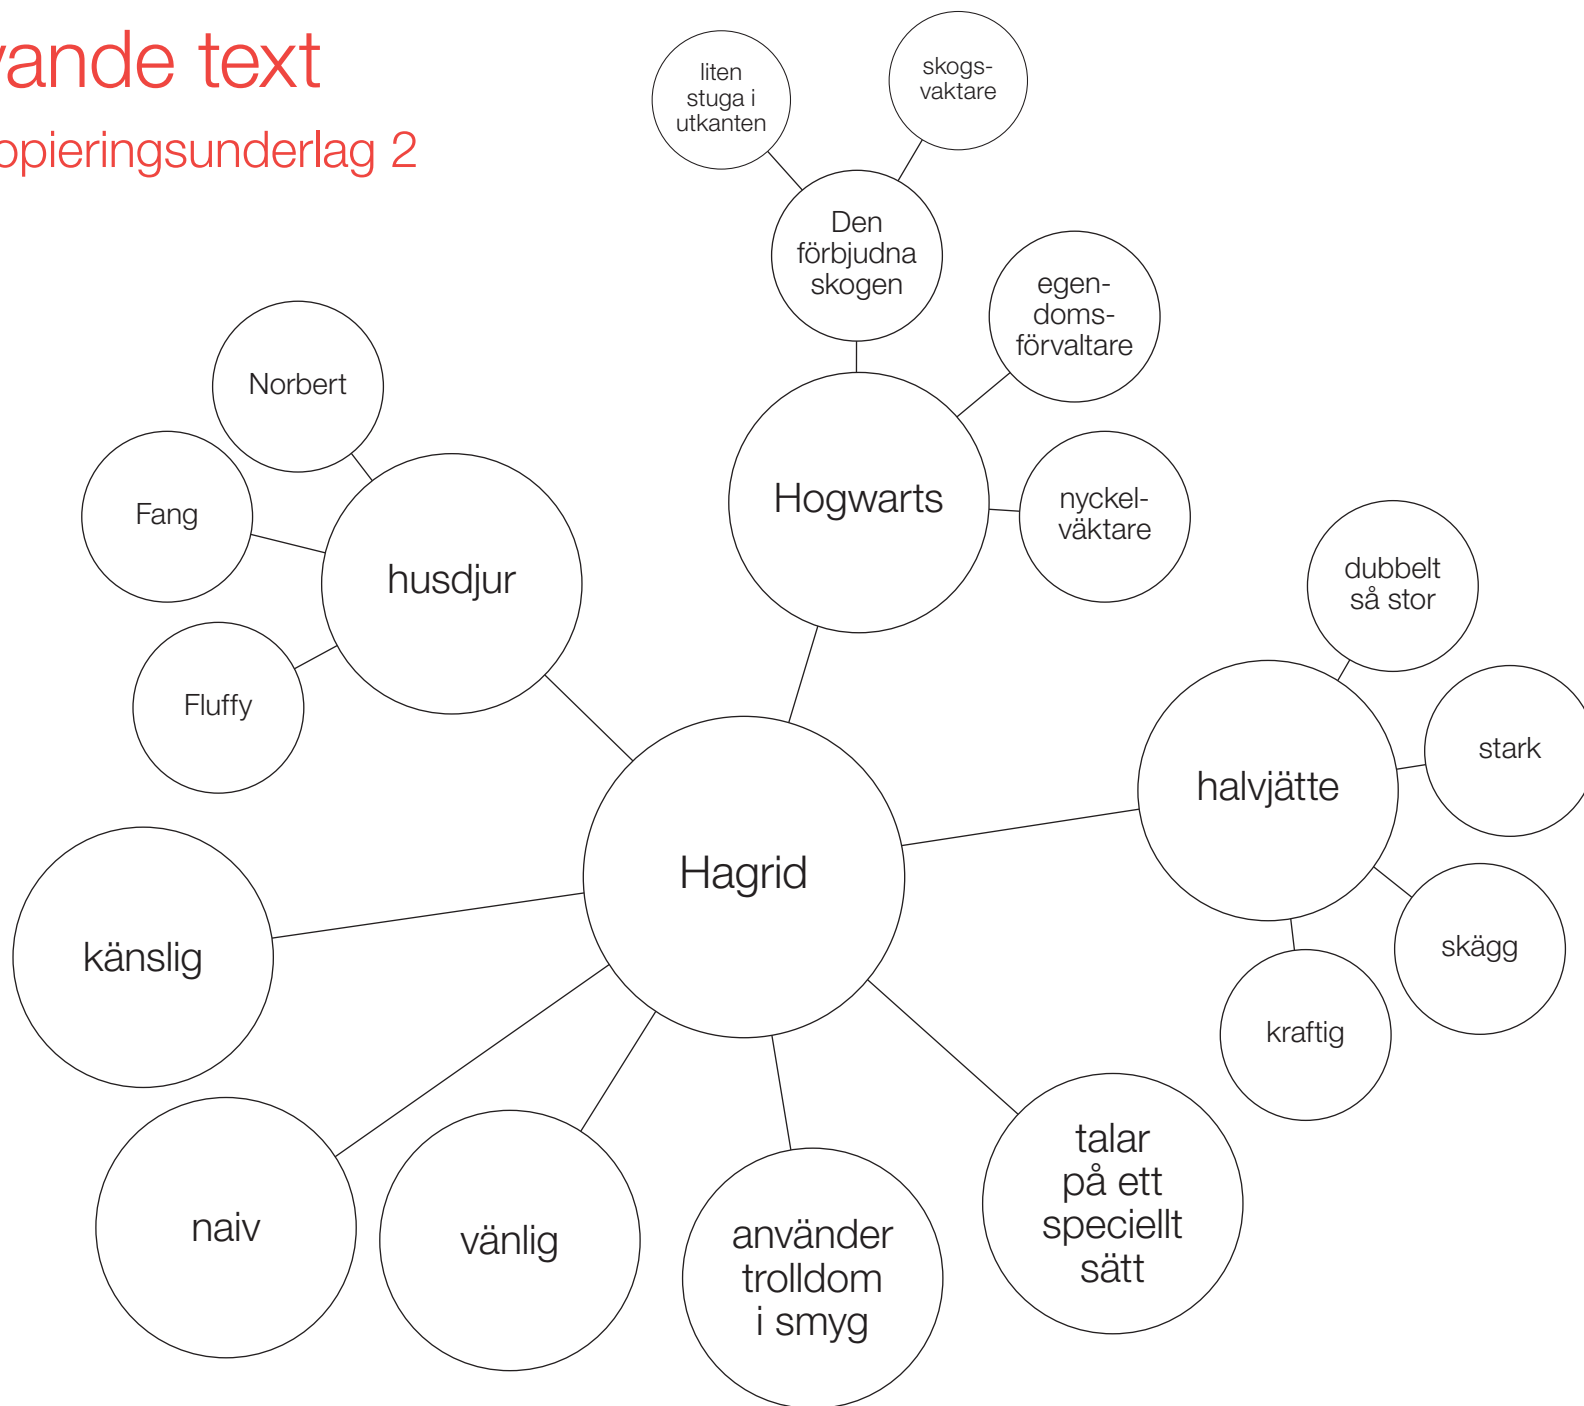 vande text
opieringsunderlag 2
liten
stuga i
utkanten
skogs-
vaktare
Den
förbjudna
skogen
egen-
doms-
förvaltare
Norbert
Fang
Fluffy
husdjur
Hogwarts
nyckel-
väktare
dubbelt
så stor
stark
halvjätte
skägg
kraftig
Hagrid
känslig
naiv
vänlig
använder
trolldom
i smyg
talar
på ett
speciellt
sätt